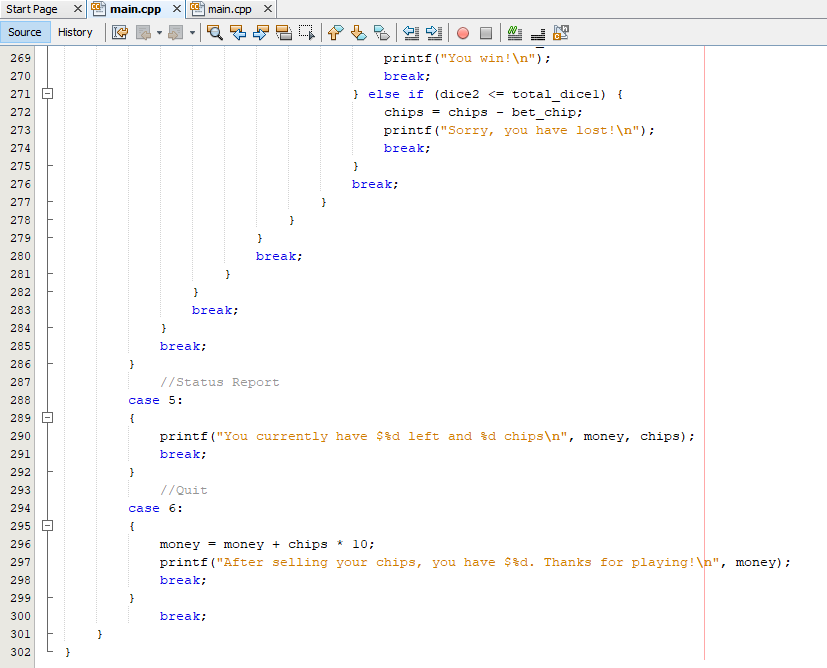 Start Page × main.cpp × main.cpp ×
Source History
269 printf("You win!\n");
270 break;
271 } else if (dice2 <= total_dice1) {
272 chips = chips - bet_chip;
273 printf("Sorry, you have lost!\n");
274 break;
275 }
276 break;
277 }
278 }
279 }
280 break;
281 }
282 }
283 break;
284 }
285 break;
286 }
287 //Status Report
288 case 5:
289 {
290 printf("You currently have $%d left and %d chips\n", money, chips);
291 break;
292 }
293 //Quit
294 case 6:
295 {
296 money = money + chips * 10;
297 printf("After selling your chips, you have $%d. Thanks for playing!\n", money);
298 break;
299 }
300 break;
301 }
302 }